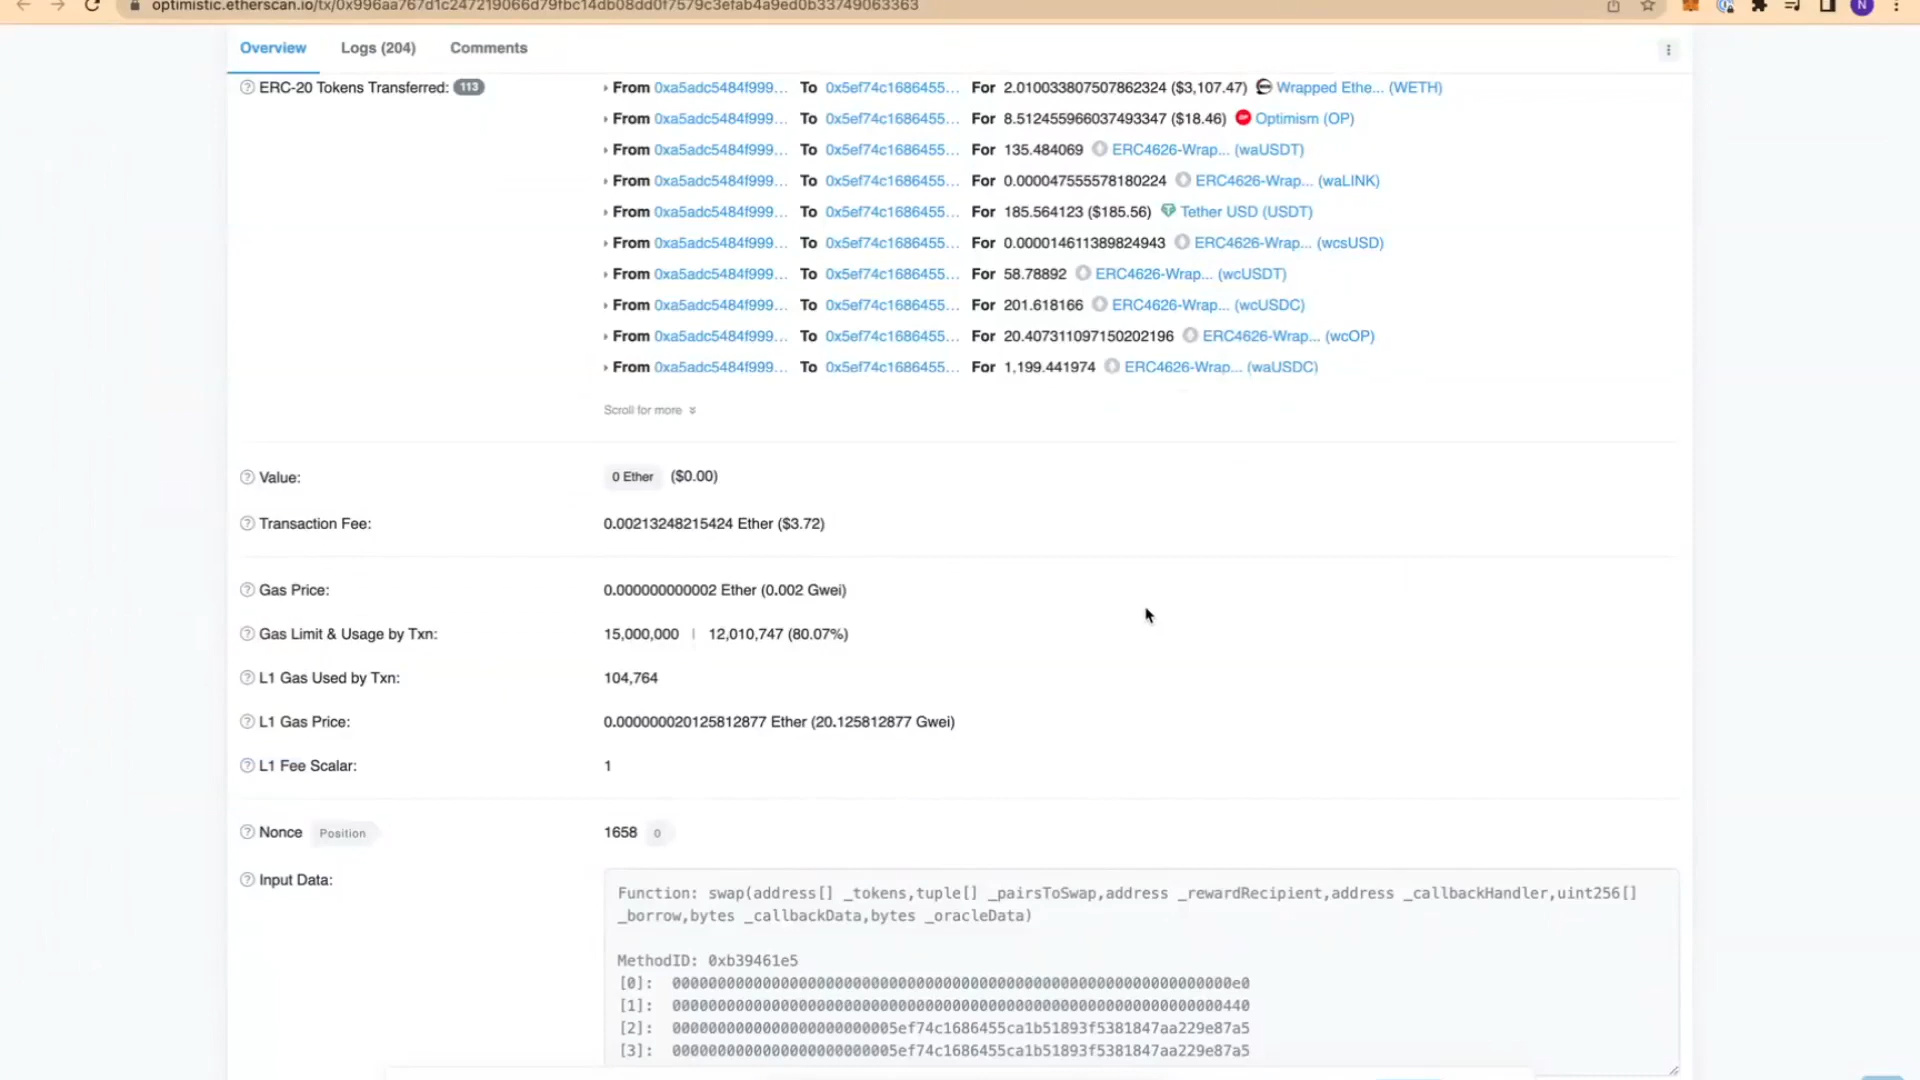 optimistic.etherscan.io/tx/0x996aa767d1c247219066d79fbc14db08dd0f7579c3efab4a9ed0b33749063363
N
Overview Logs (204) Comments
ERC-20 Tokens Transferred: 113
From 0xa5adc5484f999... To 0x5ef74c1686455... For 2.010033807507862324 ($3,107.47) Wrapped Ethe... (WETH)
From 0xa5adc5484f999... To 0x5ef74c1686455... For 8.512455966037493347 ($18.46) Optimism (OP)
From 0xa5adc5484f999... To 0x5ef74c1686455... For 135.484069 ERC4626-Wrap... (waUSDT)
From 0xa5adc5484f999... To 0x5ef74c1686455... For 0.000047555578180224 ERC4626-Wrap... (waLINK)
From 0xa5adc5484f999... To 0x5ef74c1686455... For 185.564123 ($185.56) Tether USD (USDT)
From 0xa5adc5484f999... To 0x5ef74c1686455... For 0.000014611389824943 ERC4626-Wrap... (wcsUSD)
From 0xa5adc5484f999... To 0x5ef74c1686455... For 58.78892 ERC4626-Wrap... (wcUSDT)
From 0xa5adc5484f999... To 0x5ef74c1686455... For 201.618166 ERC4626-Wrap... (wcUSDC)
From 0xa5adc5484f999... To 0x5ef74c1686455... For 20.407311097150202196 ERC4626-Wrap... (wcOP)
From 0xa5adc5484f999... To 0x5ef74c1686455... For 1,199.441974 ERC4626-Wrap... (waUSDC)
Scroll for more
Value: 0 Ether ($0.00)
Transaction Fee: 0.00213248215424 Ether ($3.72)
Gas Price: 0.000000000002 Ether (0.002 Gwei)
Gas Limit & Usage by Txn: 15,000,000 | 12,010,747 (80.07%)
L1 Gas Used by Txn: 104,764
L1 Gas Price: 0.000000020125812877 Ether (20.125812877 Gwei)
L1 Fee Scalar: 1
Nonce Position 1658 0
Input Data:
Function: swap(address[] _tokens,tuple[] _pairsToSwap,address _rewardRecipient,address _callbackHandler,uint256[]
_borrow,bytes _callbackData,bytes _oracleData)
MethodID: 0xb39461e5
[0]: 00000000000000000000000000000000000000000000000000000000000000e0
[1]: 0000000000000000000000000000000000000000000000000000000000000440
[2]: 0000000000000000000000005ef74c1686455ca1b51893f5381847aa229e87a5
[3]: 0000000000000000000000005ef74c1686455ca1b51893f5381847aa229e87a5